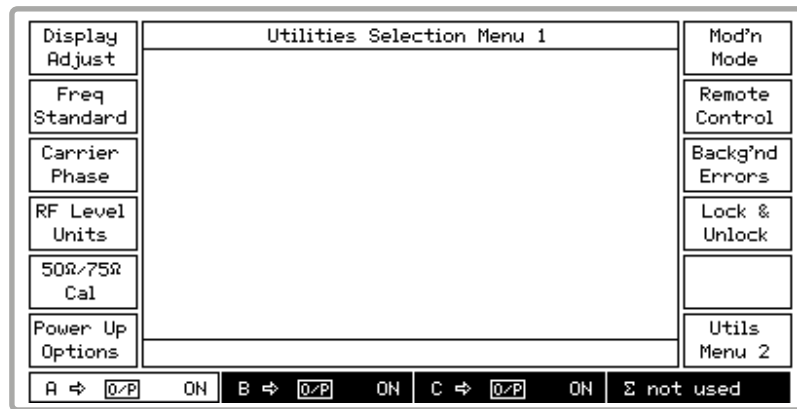 Utilities Selection Menu 1
Display
Adjust
Freq
Standard
Carrier
Phase
RF Level
Units
50Ω/75Ω
Cal
Power Up
Options
Mod'n
Mode
Remote
Control
Backg'nd
Errors
Lock &
Unlock
Utils
Menu 2
A ⇨ O/P ON B ⇨ O/P ON C ⇨ O/P ON Σ not used